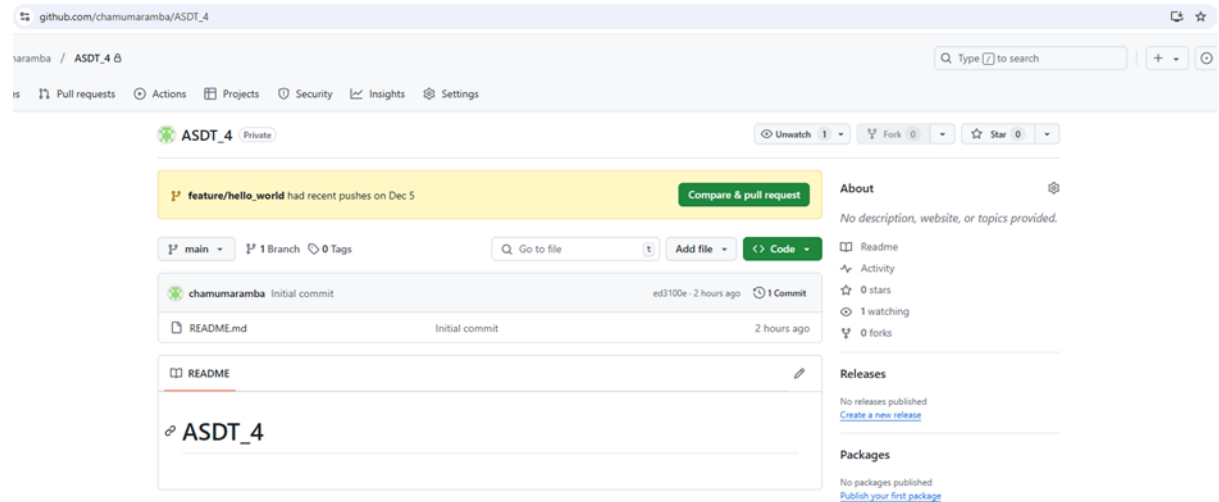 github.com/chamumaramba/ASDT_4
/ ASDT_4
Type / to search
Pull requests Actions Projects Security Insights Settings
ASDT_4 Private
Unwatch 1 Fork 0 Star 0
feature/hello_world had recent pushes on Dec 5
Compare & pull request
main 1 Branch 0 Tags Go to file t Add file <> Code
chamumaramba Initial commit ed3100e · 2 hours ago 1 Commit
README.md Initial commit 2 hours ago
README
ASDT_4
About
No description, website, or topics provided.
Readme
Activity
0 stars
1 watching
0 forks
Releases
No releases published
Create a new release
Packages
No packages published
Publish your first package